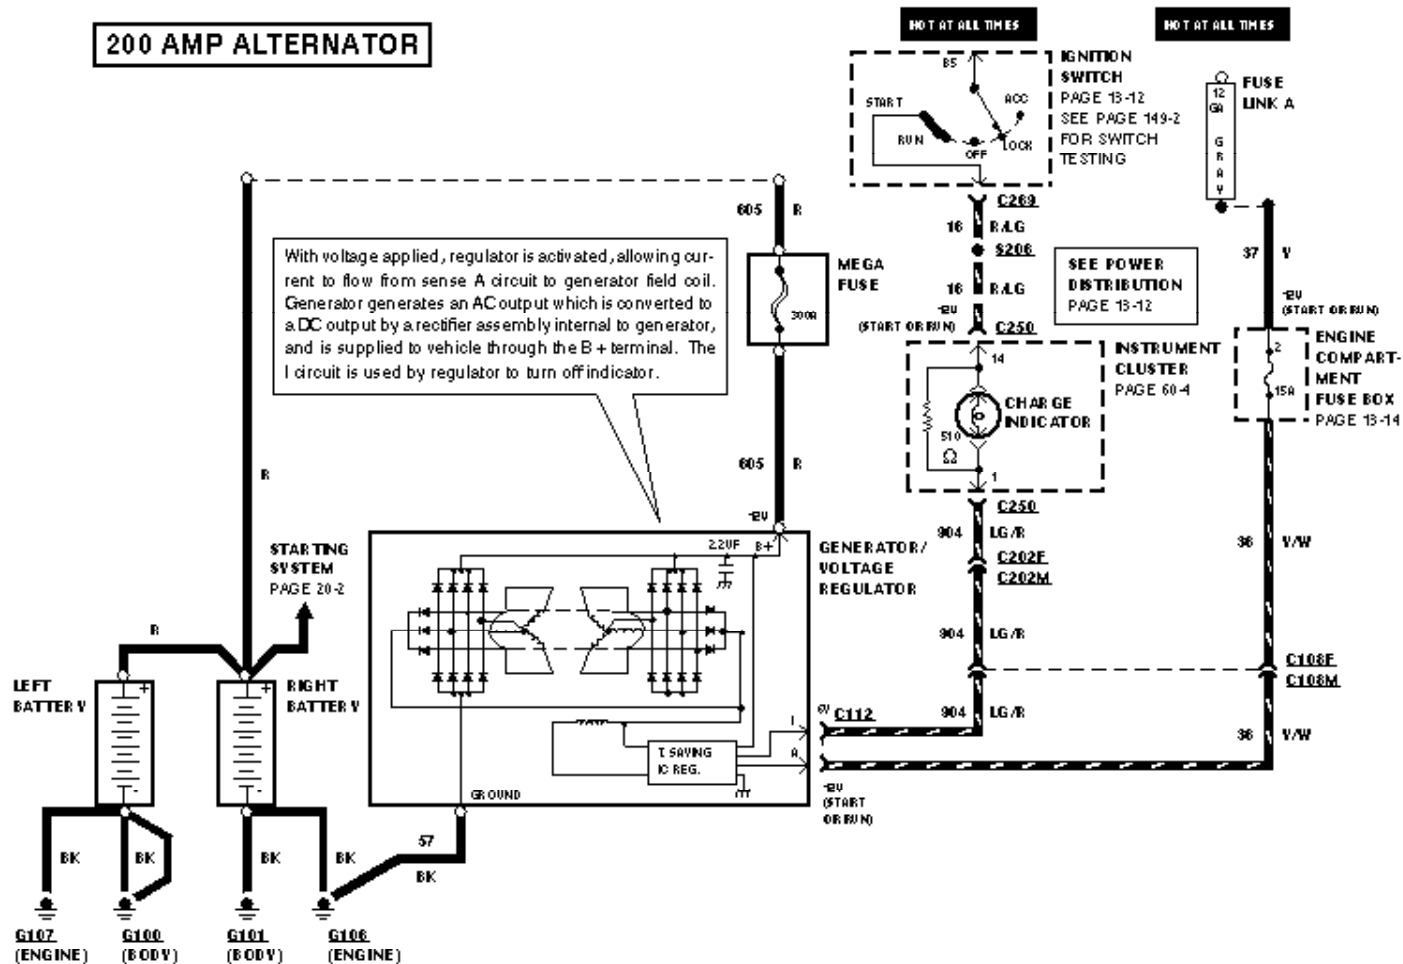 200 AMP ALTERNATOR
HOT AT ALL TIMES
HOT AT ALL TIMES
B5
START
ACC
RUN
OFF
LOCK
IGNITION
SWITCH
PAGE 13-12
SEE PAGE 149-2
FOR SWITCH
TESTING
12
GA
GRAY
FUSE
LINK A
C269
16 R/LG
S206
16 R/LG
~12V
(START OR RUN)
C250
SEE POWER
DISTRIBUTION
PAGE 13-12
37 V
~12V
(START OR RUN)
605 R
With voltage applied, regulator is activated, allowing cur-
rent to flow from sense A circuit to generator field coil.
Generator generates an AC output which is converted to
a DC output by a rectifier assembly internal to generator,
and is supplied to vehicle through the B + terminal. The
I circuit is used by regulator to turn off indicator.
MEGA
FUSE
300A
14
CHARGE
INDICATOR
510
Ω
1
INSTRUMENT
CLUSTER
PAGE 60-4
2
15A
ENGINE
COMPART-
MENT
FUSE BOX
PAGE 13-14
R
605 R
~12V
C250
904 LG/R
C202F
C202M
36 V/W
STARTING
SYSTEM
PAGE 20-2
2.2UF
B+
GENERATOR/
VOLTAGE
REGULATOR
904 LG/R
R
C108F
C108M
LEFT
BATTERY
+
-
+
-
RIGHT
BATTERY
6V
C112
904 LG/R
36 V/W
I
A
T. SAVING
IC REG.
GROUND
~12V
(START
OR RUN)
57
BK
BK
BK
BK
BK
G107
(ENGINE)
G100
(BODY)
G101
(BODY)
G106
(ENGINE)